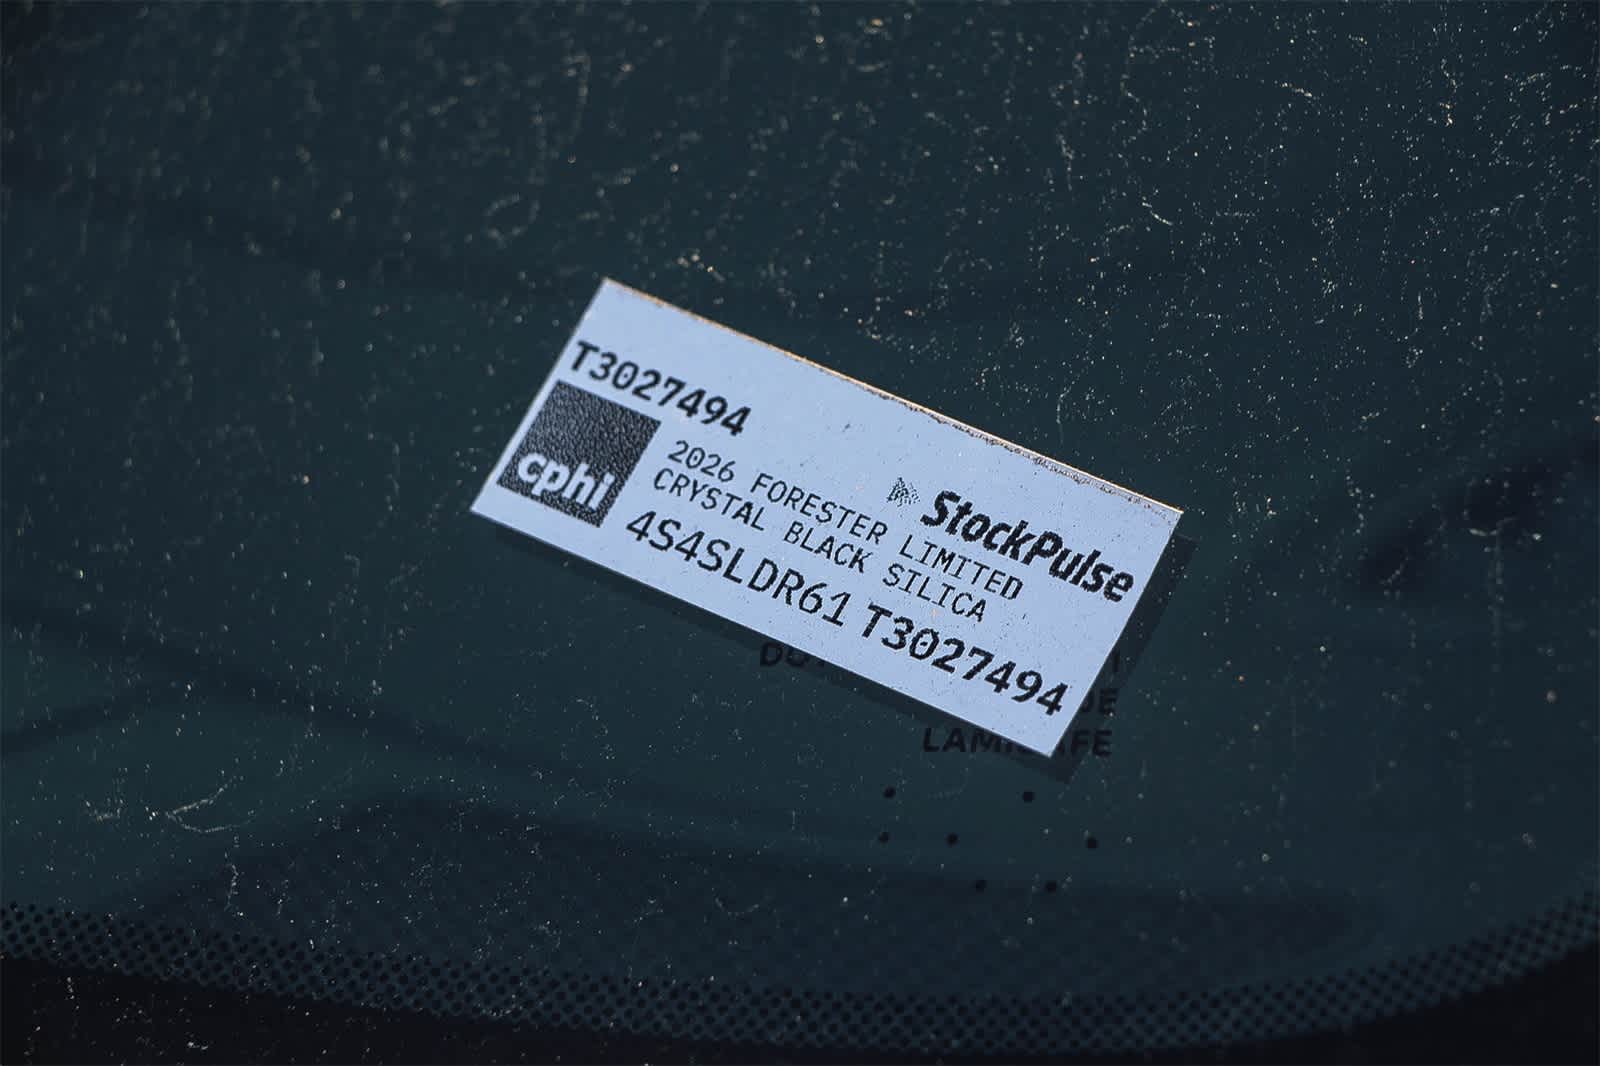 T3027494
cphi
StockPulse
2026 FORESTER LIMITED
CRYSTAL BLACK SILICA
4S4SLDR61 T3027494